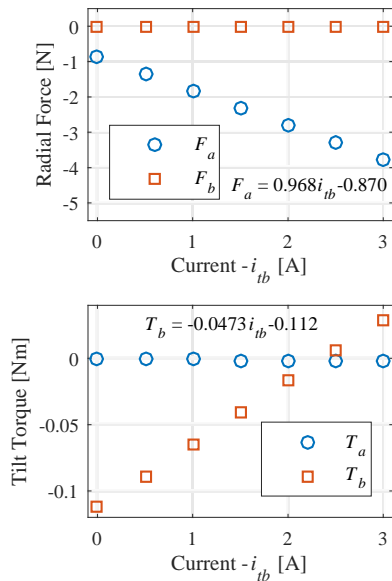 0
-1
-2
-3
-4
-5
Radial Force [N]
F_a
F_b
F_a = 0.968i_tb-0.870
0 1 2 3
Current -i_tb [A]
T_b = -0.0473i_tb-0.112
0
-0.05
-0.1
Tilt Torque [Nm]
T_a
T_b
0 1 2 3
Current -i_tb [A]